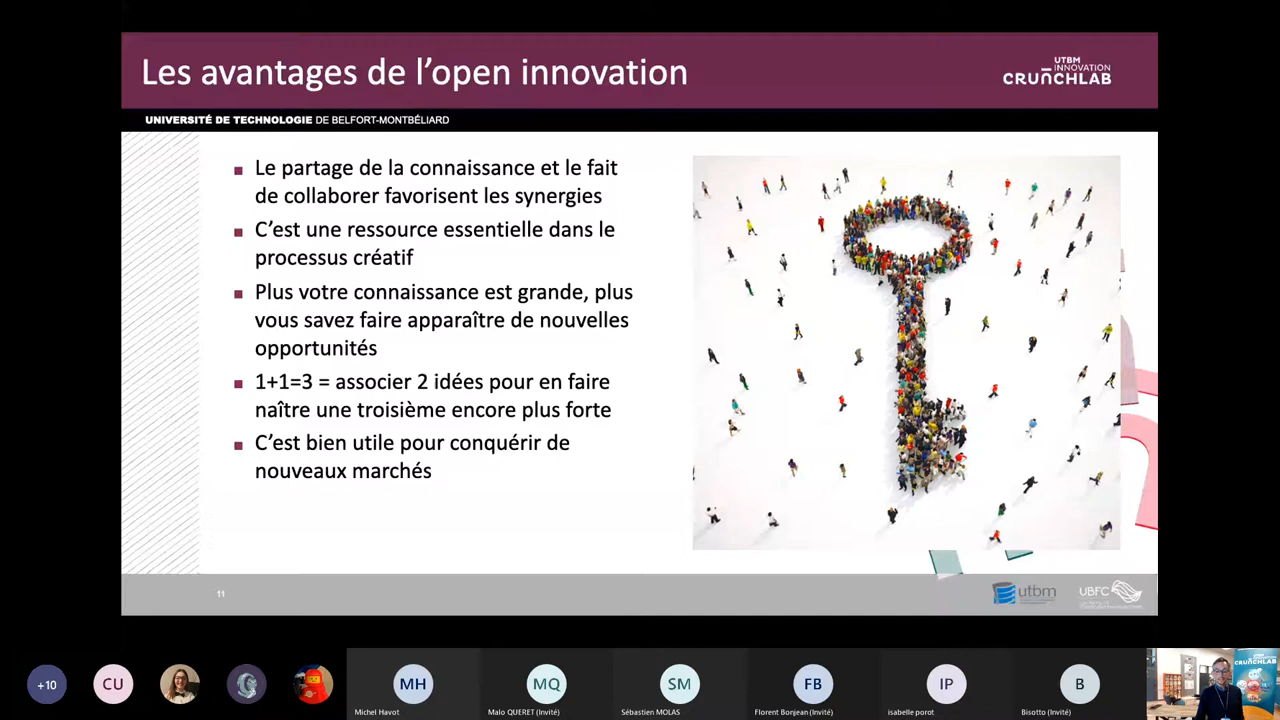 Les avantages de l'open innovation
UTBM
INNOVATION
CRUNCHLAB
UNIVERSITÉ DE TECHNOLOGIE DE BELFORT-MONTBÉLIARD
Le partage de la connaissance et le fait
de collaborer favorisent les synergies
C'est une ressource essentielle dans le
processus créatif
Plus votre connaissance est grande, plus
vous savez faire apparaître de nouvelles
opportunités
1+1=3 = associer 2 idées pour en faire
naître une troisième encore plus forte
C'est bien utile pour conquérir de
nouveaux marchés
11
utbm
UBFC
+10
CU
MH
MQ
SM
FB
IP
B
Michel Havot
Malo QUERET (Invité)
Sébastien MOLAS
Florent Bonjean (Invité)
isabelle porot
Bisotto (Invité)
CRUNCHLAB